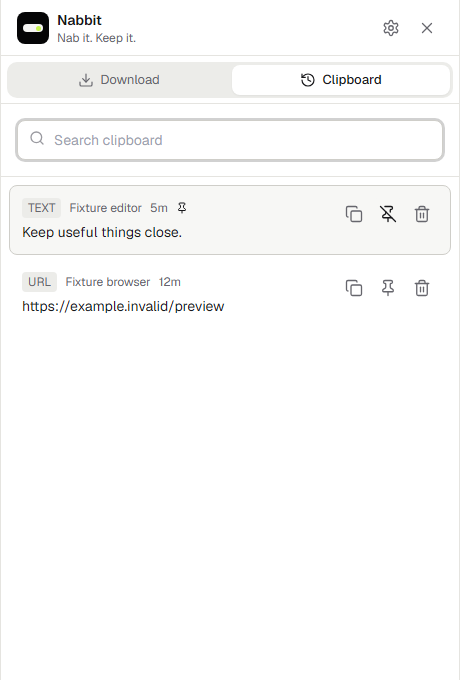 Nabbit
Nab it. Keep it.
Download
Clipboard
Search clipboard
TEXT Fixture editor 5m
Keep useful things close.
URL Fixture browser 12m
https://example.invalid/preview